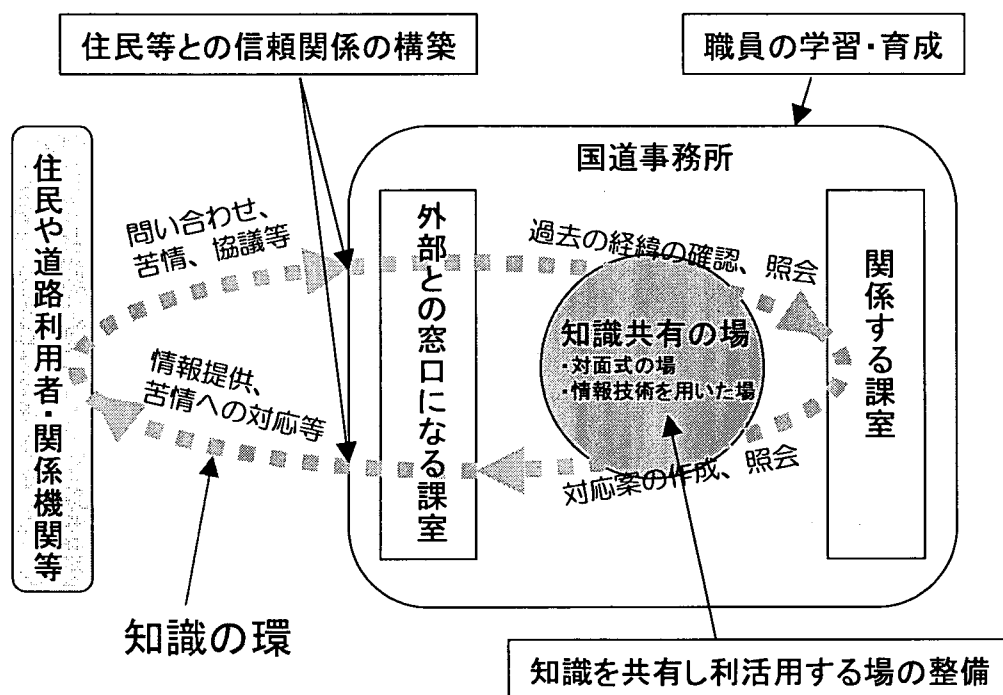 住民等との信頼関係の構築
職員の学習・育成
国道事務所
住民や道路利用者・関係機関等
問い合わせ、
苦情、協議等
外部との窓口になる課室
過去の経緯の確認、照会
関係する課室
知識共有の場
・対面式の場
・情報技術を用いた場
情報提供、
苦情への対応等
対応案の作成、照会
知識の環
知識を共有し利活用する場の整備